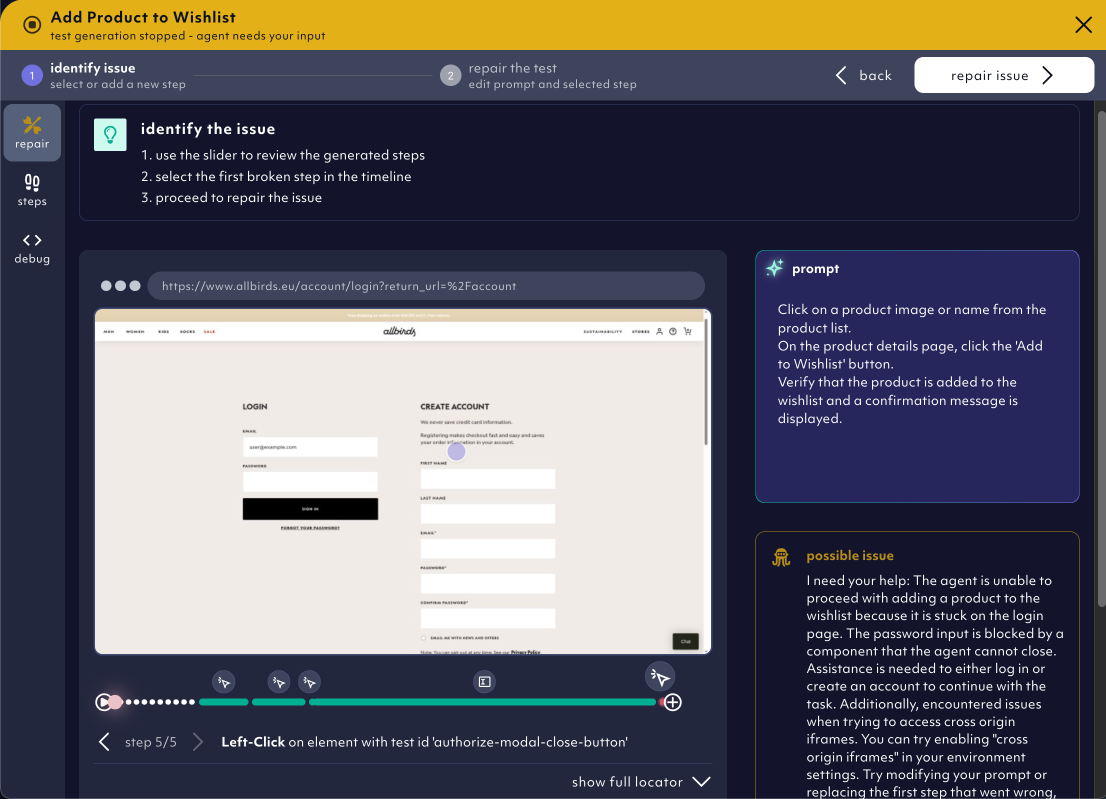 Add Product to Wishlist
test generation stopped - agent needs your input
1
identify issue
select or add a new step
2
repair the test
edit prompt and selected step
back
repair issue
repair
steps
debug
identify the issue
1. use the slider to review the generated steps
2. select the first broken step in the timeline
3. proceed to repair the issue
https://www.allbirds.eu/account/login?return_url=%2Faccount
MEN WOMEN KIDS SOCKS SALE
allbirds
SUSTAINABILITY STORES
LOGIN
EMAIL
user@example.com
PASSWORD
SIGN IN
FORGOT YOUR PASSWORD?
CREATE ACCOUNT
We never save credit card information.
Registering makes checkout fast and easy and saves
your order information in your account.
FIRST NAME
LAST NAME
EMAIL*
PASSWORD*
CONFIRM PASSWORD*
EMAIL ME WITH NEWS AND OFFERS
Note: You can opt out at any time. See our Privacy Policy.
Chat
step 5/5
Left-Click on element with test id 'authorize-modal-close-button'
show full locator
prompt
Click on a product image or name from the
product list.
On the product details page, click the 'Add
to Wishlist' button.
Verify that the product is added to the
wishlist and a confirmation message is
displayed.
possible issue
I need your help: The agent is unable to
proceed with adding a product to the
wishlist because it is stuck on the login
page. The password input is blocked by a
component that the agent cannot close.
Assistance is needed to either log in or
create an account to continue with the
task. Additionally, encountered issues
when trying to access cross origin
iframes. You can try enabling "cross
origin iframes" in your environment
settings. Try modifying your prompt or
replacing the first step that went wrong,